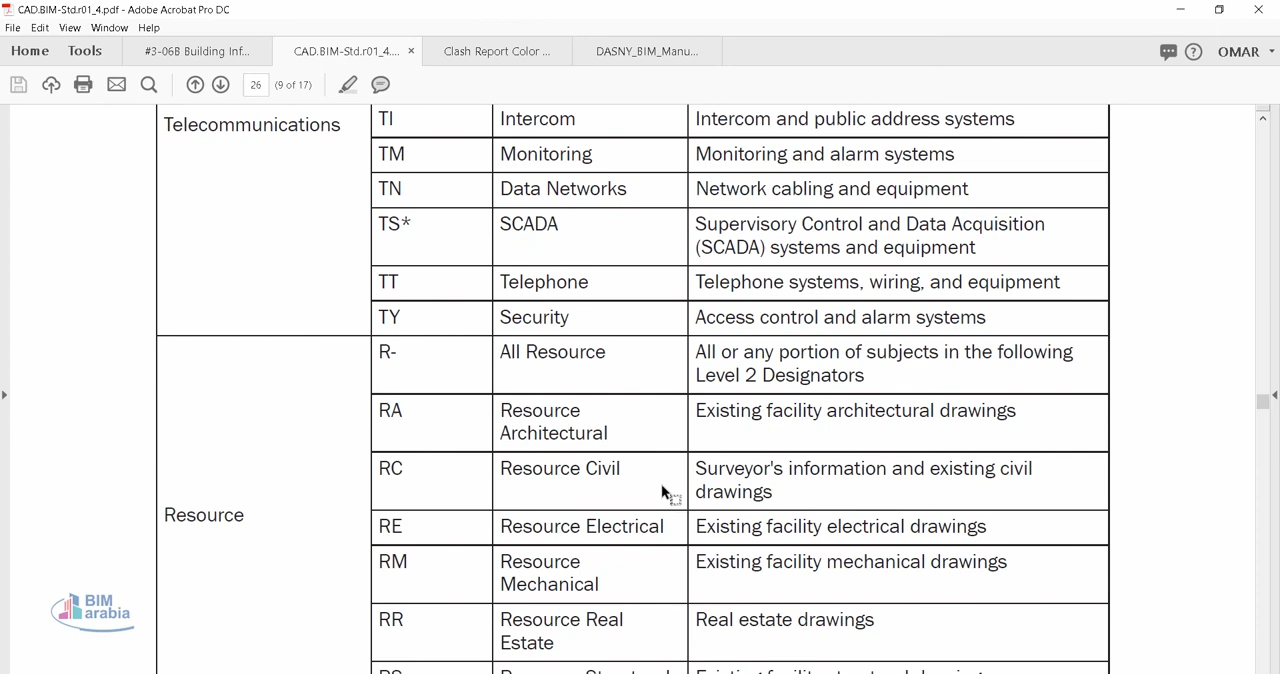 CAD.BIM-Std.r01_4.pdf - Adobe Acrobat Pro DC
File Edit View Window Help
Home Tools #3-06B Building Inf... CAD.BIM-Std.r01_4.... × Clash Report Color ... DASNY_BIM_Manu... OMAR
26 (9 of 17)
Telecommunications
TI Intercom Intercom and public address systems
TM Monitoring Monitoring and alarm systems
TN Data Networks Network cabling and equipment
TS* SCADA Supervisory Control and Data Acquisition
(SCADA) systems and equipment
TT Telephone Telephone systems, wiring, and equipment
TY Security Access control and alarm systems
Resource
R- All Resource All or any portion of subjects in the following
Level 2 Designators
RA Resource Existing facility architectural drawings
Architectural
RC Resource Civil Surveyor's information and existing civil
drawings
RE Resource Electrical Existing facility electrical drawings
RM Resource Existing facility mechanical drawings
Mechanical
RR Resource Real Real estate drawings
Estate
BIM
arabia